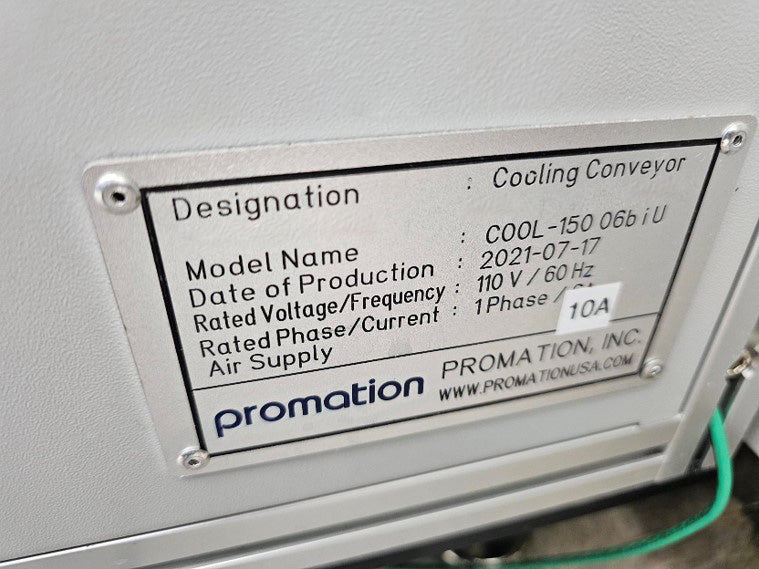 Designation : Cooling Conveyor
Model Name : COOL-150 06b i U
Date of Production : 2021-07-17
Rated Voltage/Frequency : 110 V / 60 Hz
Rated Phase/Current : 1 Phase / 10A
Air Supply
promation PROMATION, INC.
WWW.PROMATIONUSA.COM